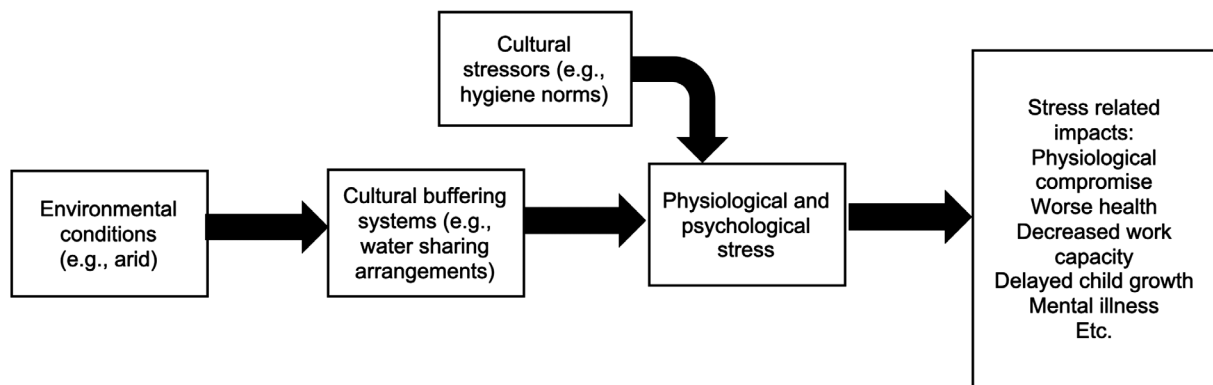 Cultural
stressors (e.g.,
hygiene norms)
Environmental
conditions
(e.g., arid)
Cultural buffering
systems (e.g.,
water sharing
arrangements)
Physiological and
psychological
stress
Stress related
impacts:
Physiological
compromise
Worse health
Decreased work
capacity
Delayed child growth
Mental illness
Etc.